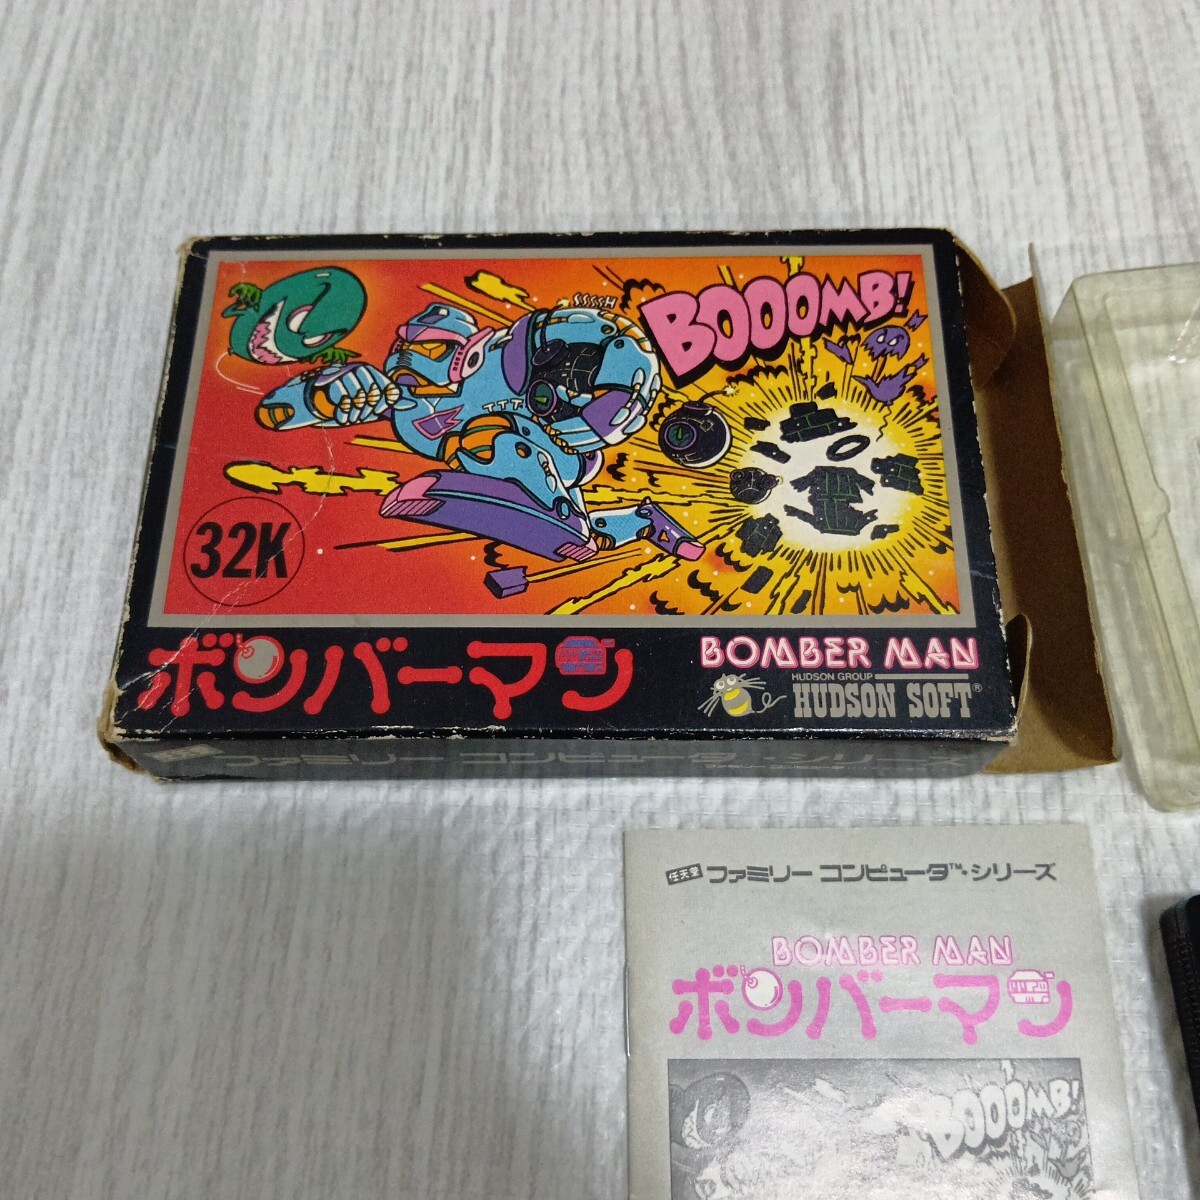 SSSSH
BOOOMB!
TTT
32K
ボンバーマン
BOMBER MAN
HUDSON GROUP
HUDSON SOFT®
ファミリー コンピュータ・シリーズ
任天堂 ファミリー コンピュータ™・シリーズ
BOMBER MAN
ボンバーマン
BOOOMB!